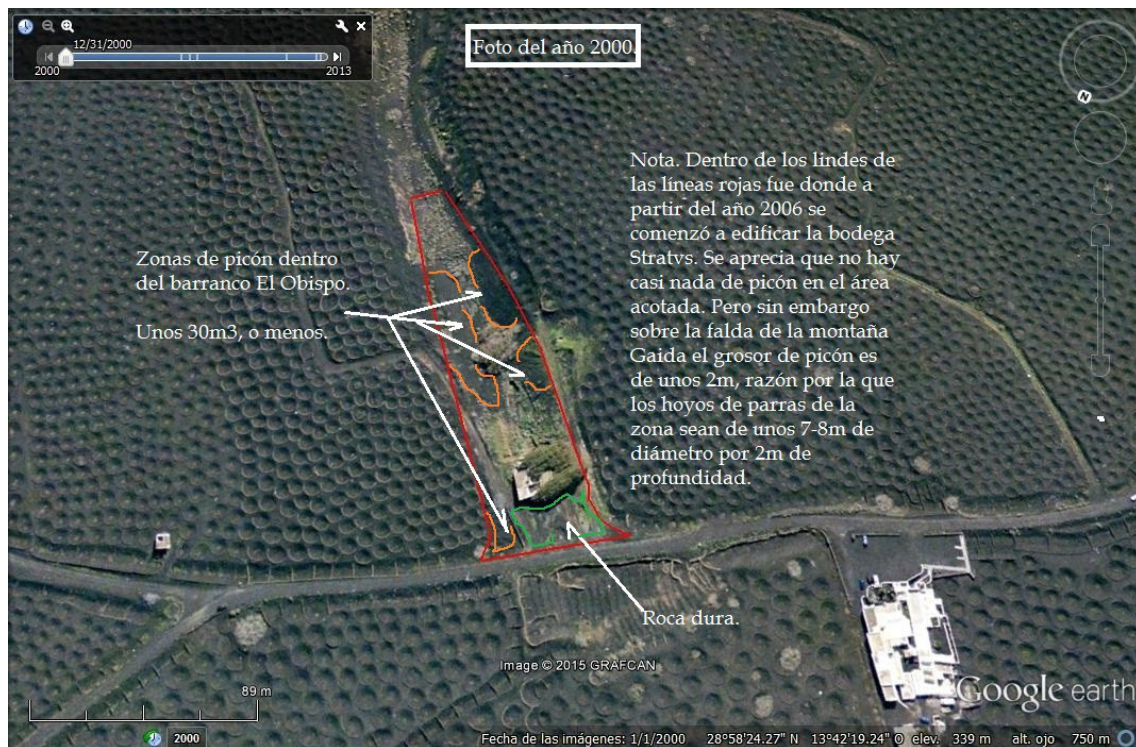 12/31/2000
2000
2013
Foto del año 2000.
N
Nota. Dentro de los lindes de
las líneas rojas fue donde a
partir del año 2006 se
comenzó a edificar la bodega
Stratvs. Se aprecia que no hay
casi nada de picón en el área
acotada. Pero sin embargo
sobre la falda de la montaña
Gaida el grosor de picón es
de unos 2m, razón por la que
los hoyos de parras de la
zona sean de unos 7-8m de
diámetro por 2m de
profundidad.
Zonas de picón dentro
del barranco El Obispo.
Unos 30m3, o menos.
Roca dura.
Image © 2015 GRAFCAN
89 m
Google earth
2000
Fecha de las imágenes: 1/1/2000 28°58'24.27" N 13°42'19.24" O elev. 339 m alt. ojo 750 m